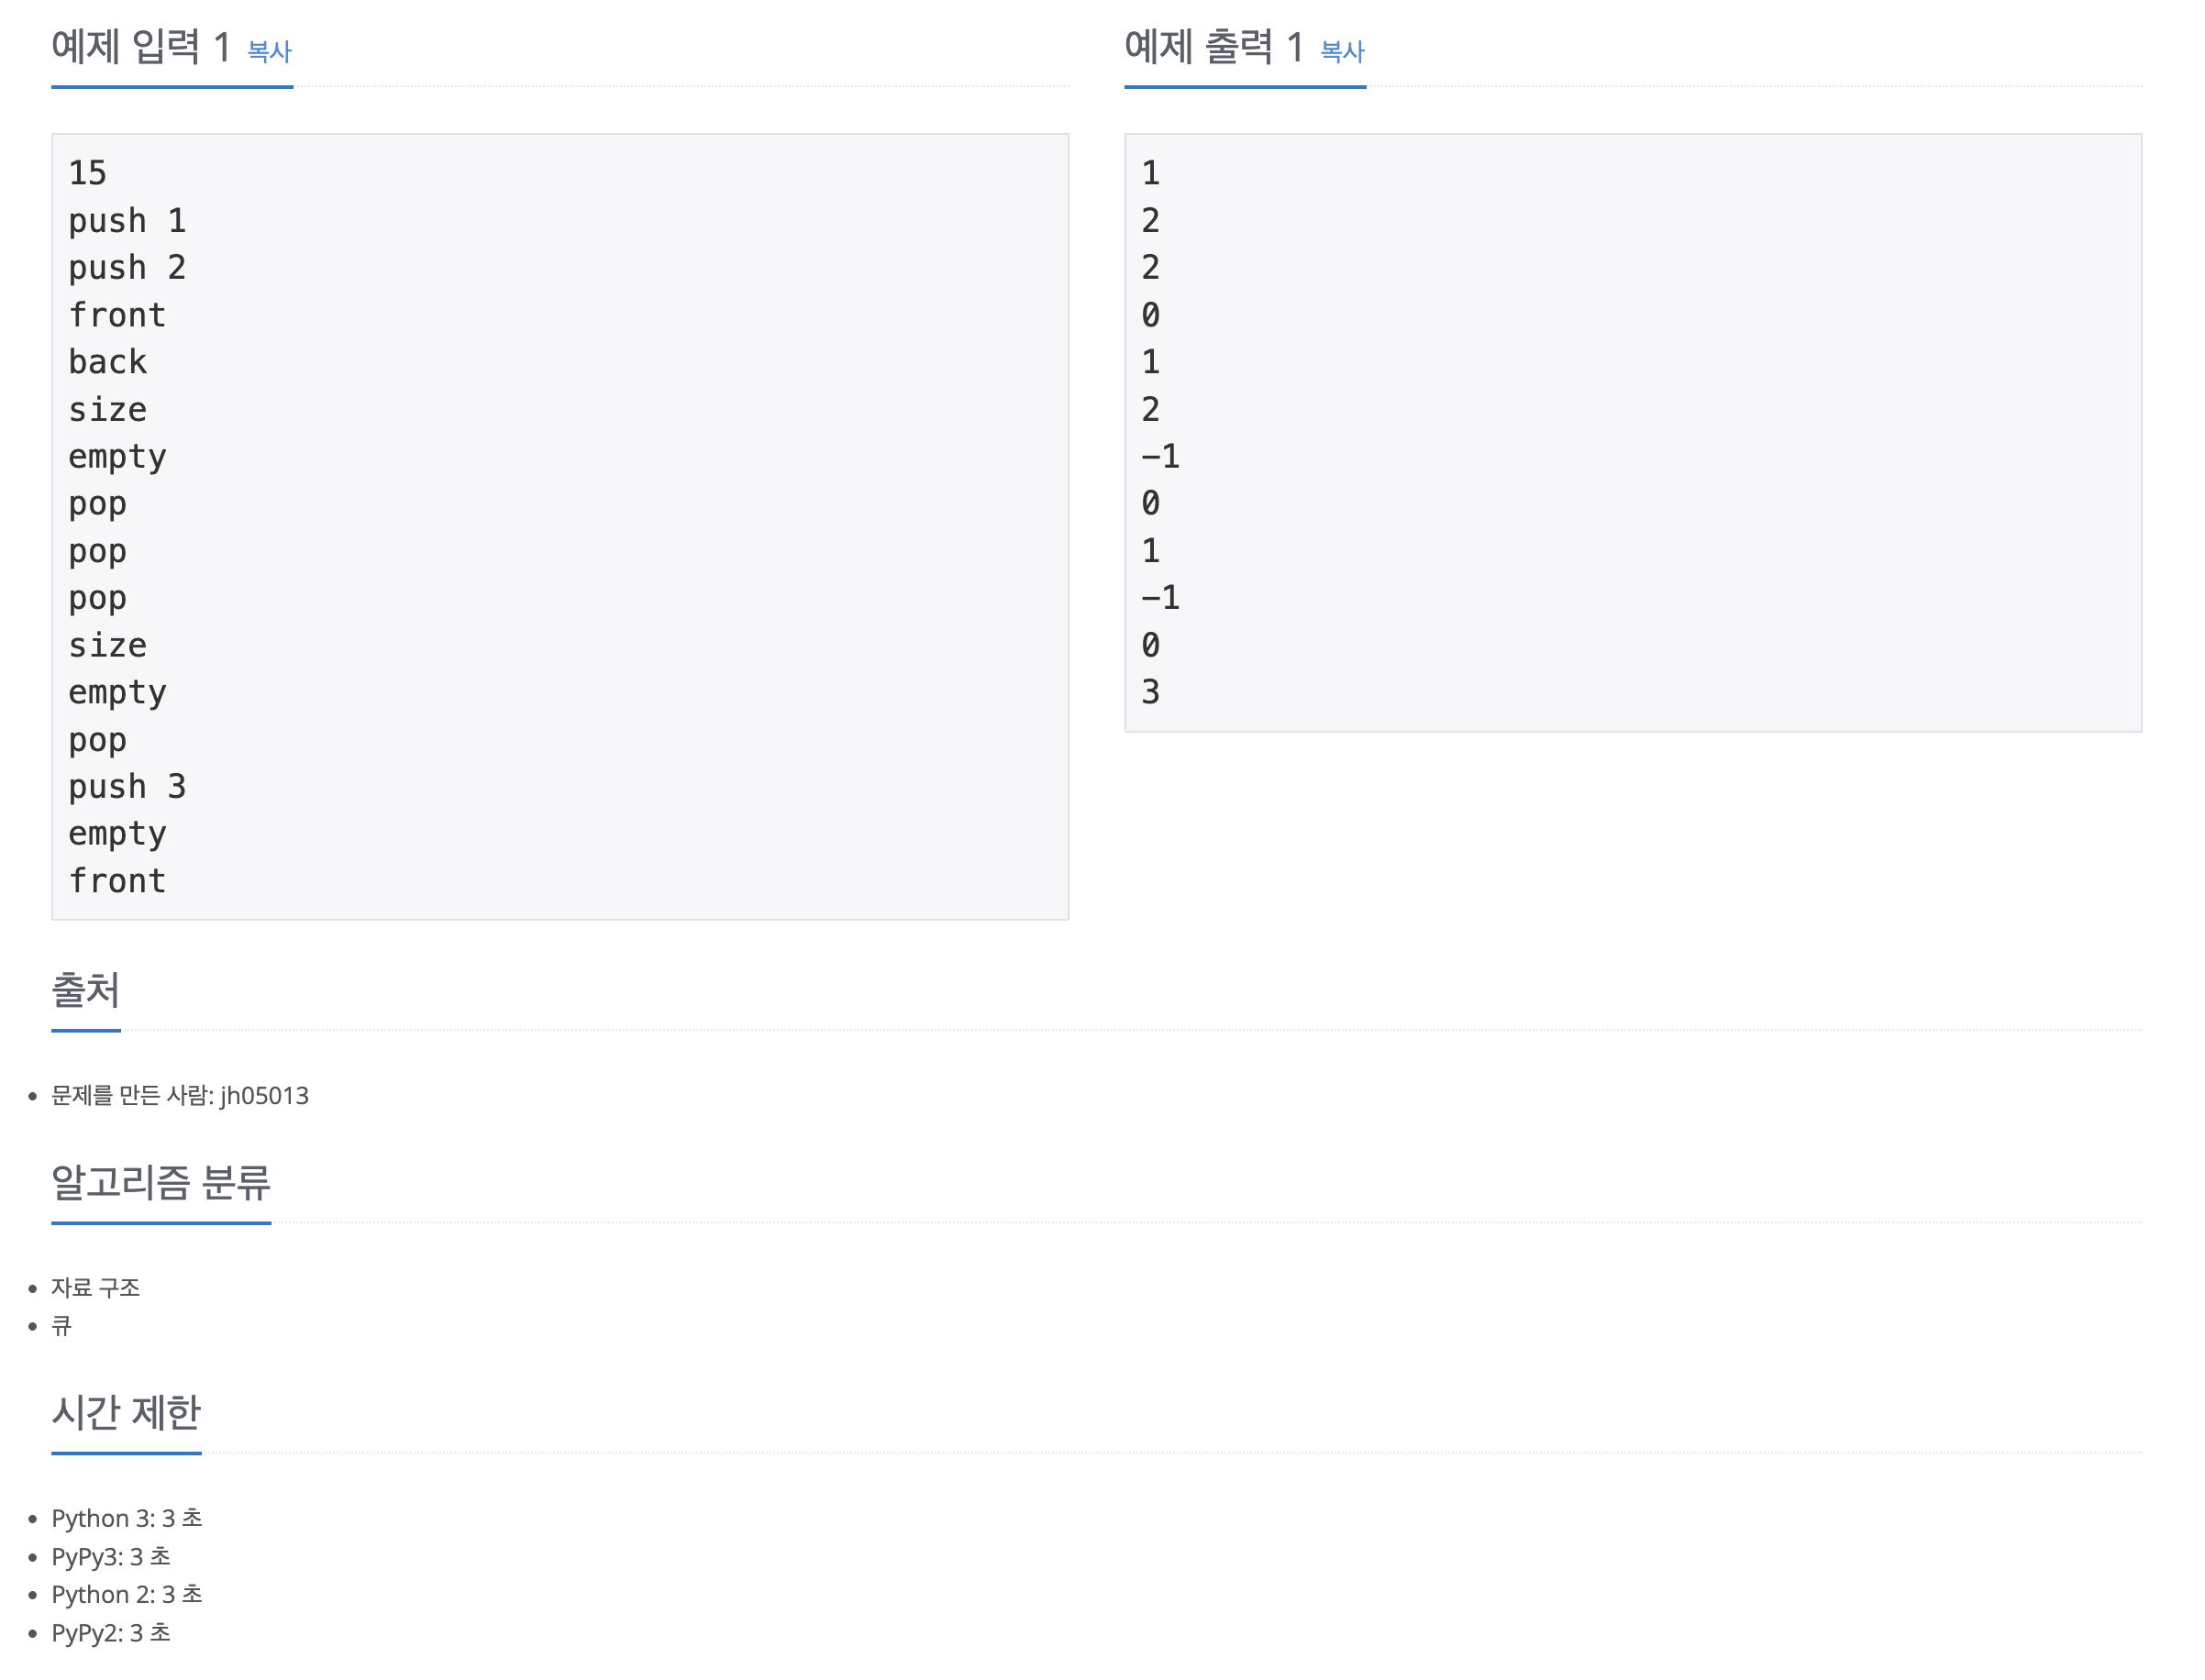 예제 입력 1 복사
15
push 1
push 2
front
back
size
empty
pop
pop
pop
size
empty
pop
push 3
empty
front
예제 출력 1 복사
1
2
2
0
1
2
-1
0
1
-1
0
3
출처
문제를 만든 사람: jh05013
알고리즘 분류
자료 구조
큐
시간 제한
Python 3: 3 초
PyPy3: 3 초
Python 2: 3 초
PyPy2: 3 초